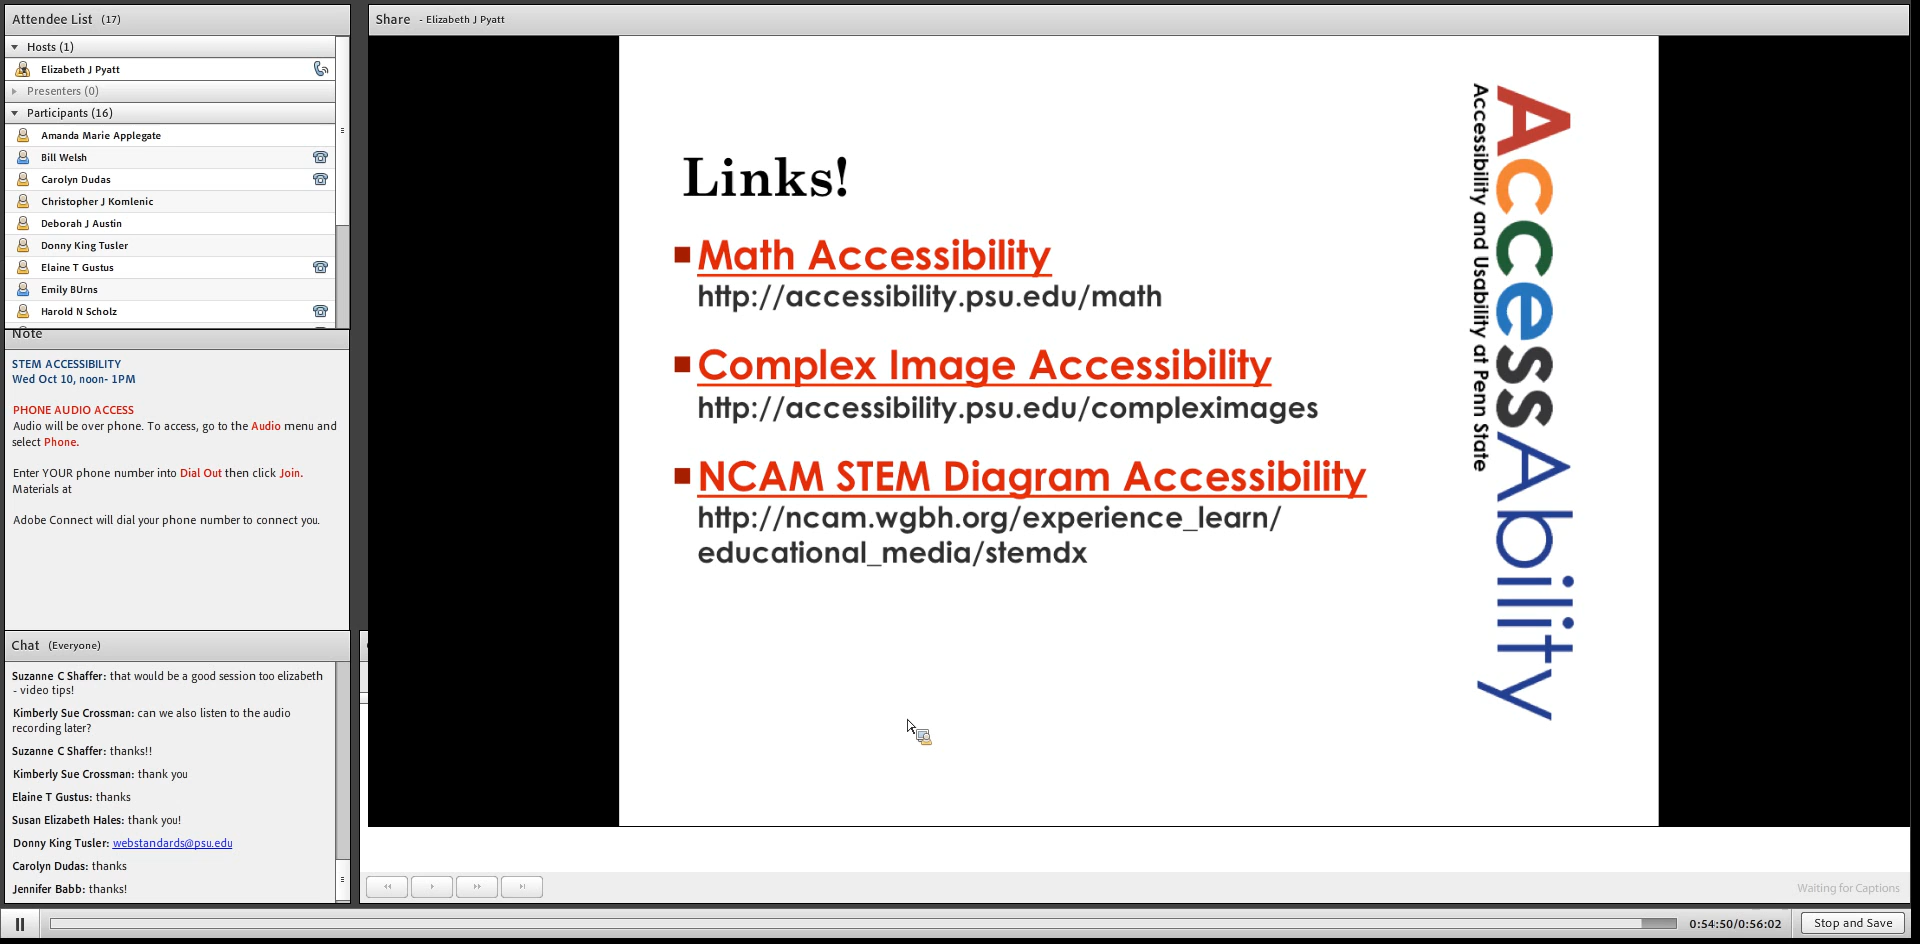 Attendee List (17)
Hosts (1)
Elizabeth J Pyatt
Presenters (0)
Participants (16)
Amanda Marie Applegate
Bill Welsh
Carolyn Dudas
Christopher J Komlenic
Deborah J Austin
Donny King Tusler
Elaine T Gustus
Emily BUrns
Harold N Scholz
Note
STEM ACCESSIBILITY
Wed Oct 10, noon- 1PM
PHONE AUDIO ACCESS
Audio will be over phone. To access, go to the Audio menu and
select Phone.
Enter YOUR phone number into Dial Out then click Join.
Materials at
Adobe Connect will dial your phone number to connect you.
Chat (Everyone)
Suzanne C Shaffer: that would be a good session too elizabeth
- video tips!
Kimberly Sue Crossman: can we also listen to the audio
recording later?
Suzanne C Shaffer: thanks!!
Kimberly Sue Crossman: thank you
Elaine T Gustus: thanks
Susan Elizabeth Hales: thank you!
Donny King Tusler: webstandards@psu.edu
Carolyn Dudas: thanks
Jennifer Babb: thanks!
Share - Elizabeth J Pyatt
Links!
Math Accessibility
http://accessibility.psu.edu/math
Complex Image Accessibility
http://accessibility.psu.edu/compleximages
NCAM STEM Diagram Accessibility
http://ncam.wgbh.org/experience_learn/
educational_media/stemdx
AccessAbility
Accessibility and Usability at Penn State
Waiting for Captions
0:54:50/0:56:02
Stop and Save